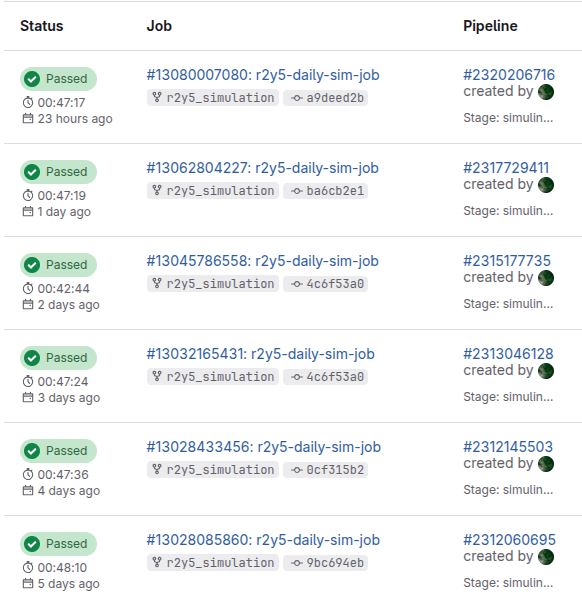 Status Job Pipeline
Passed #13080007080: r2y5-daily-sim-job #2320206716
00:47:17 r2y5_simulation a9deed2b created by
23 hours ago Stage: simulin...
Passed #13062804227: r2y5-daily-sim-job #2317729411
00:47:19 r2y5_simulation ba6cb2e1 created by
1 day ago Stage: simulin...
Passed #13045786558: r2y5-daily-sim-job #2315177735
00:42:44 r2y5_simulation 4c6f53a0 created by
2 days ago Stage: simulin...
Passed #13032165431: r2y5-daily-sim-job #2313046128
00:47:24 r2y5_simulation 4c6f53a0 created by
3 days ago Stage: simulin...
Passed #13028433456: r2y5-daily-sim-job #2312145503
00:47:36 r2y5_simulation 0cf315b2 created by
4 days ago Stage: simulin...
Passed #13028085860: r2y5-daily-sim-job #2312060695
00:48:10 r2y5_simulation 9bc694eb created by
5 days ago Stage: simulin...